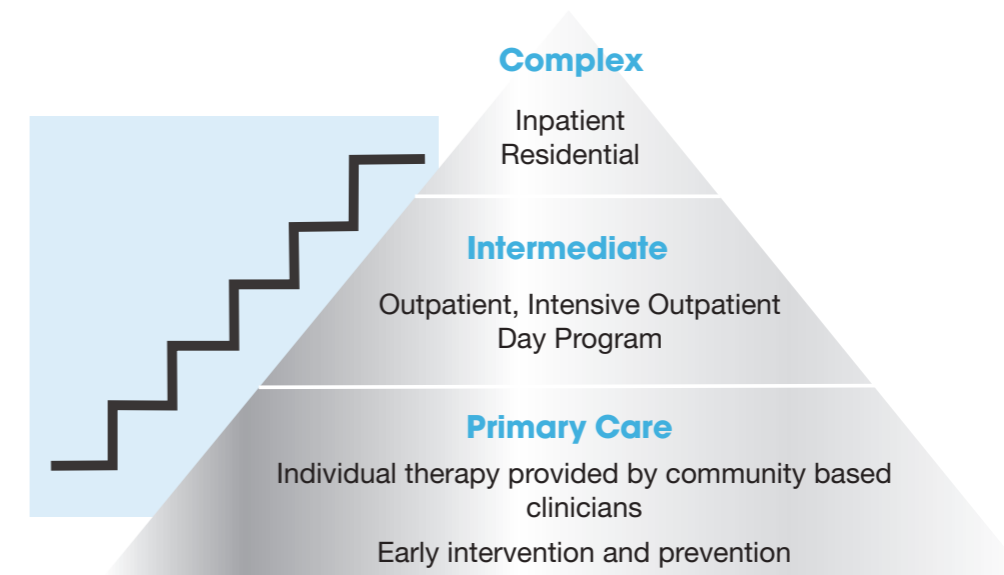 Complex
Inpatient
Residential
Intermediate
Outpatient, Intensive Outpatient
Day Program
Primary Care
Individual therapy provided by community based
clinicians
Early intervention and prevention